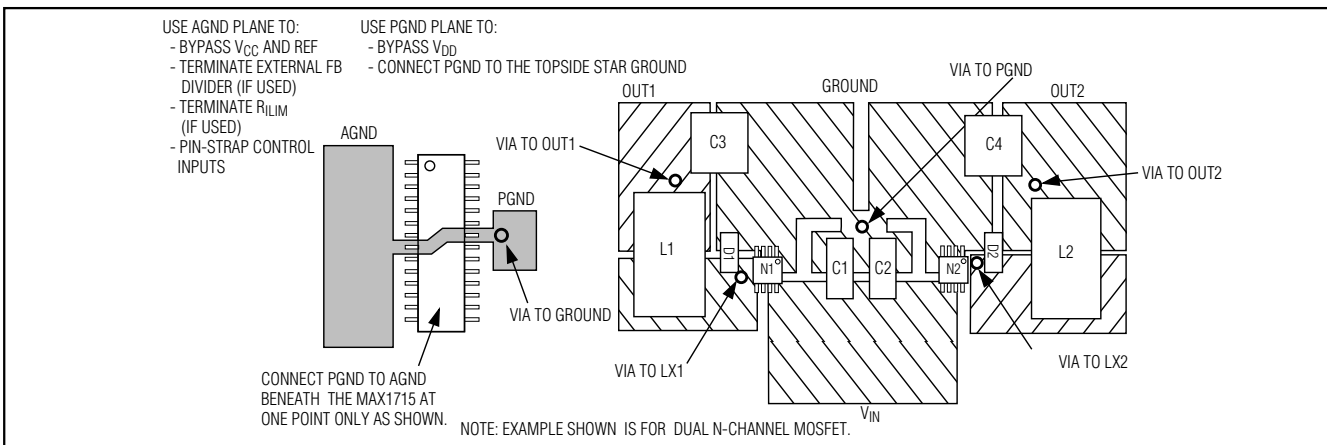 USE AGND PLANE TO:
- BYPASS VCC AND REF
- TERMINATE EXTERNAL FB
DIVIDER (IF USED)
- TERMINATE RILIM
(IF USED)
- PIN-STRAP CONTROL
INPUTS
USE PGND PLANE TO:
- BYPASS VDD
- CONNECT PGND TO THE TOPSIDE STAR GROUND
AGND
PGND
VIA TO GROUND
CONNECT PGND TO AGND
BENEATH THE MAX1715 AT
ONE POINT ONLY AS SHOWN.
VIA TO PGND
OUT1
GROUND
OUT2
C3
C4
VIA TO OUT1
VIA TO OUT2
L1
D1
N1
C1
C2
N2
D2
L2
VIA TO LX1
VIA TO LX2
VIN
NOTE: EXAMPLE SHOWN IS FOR DUAL N-CHANNEL MOSFET.